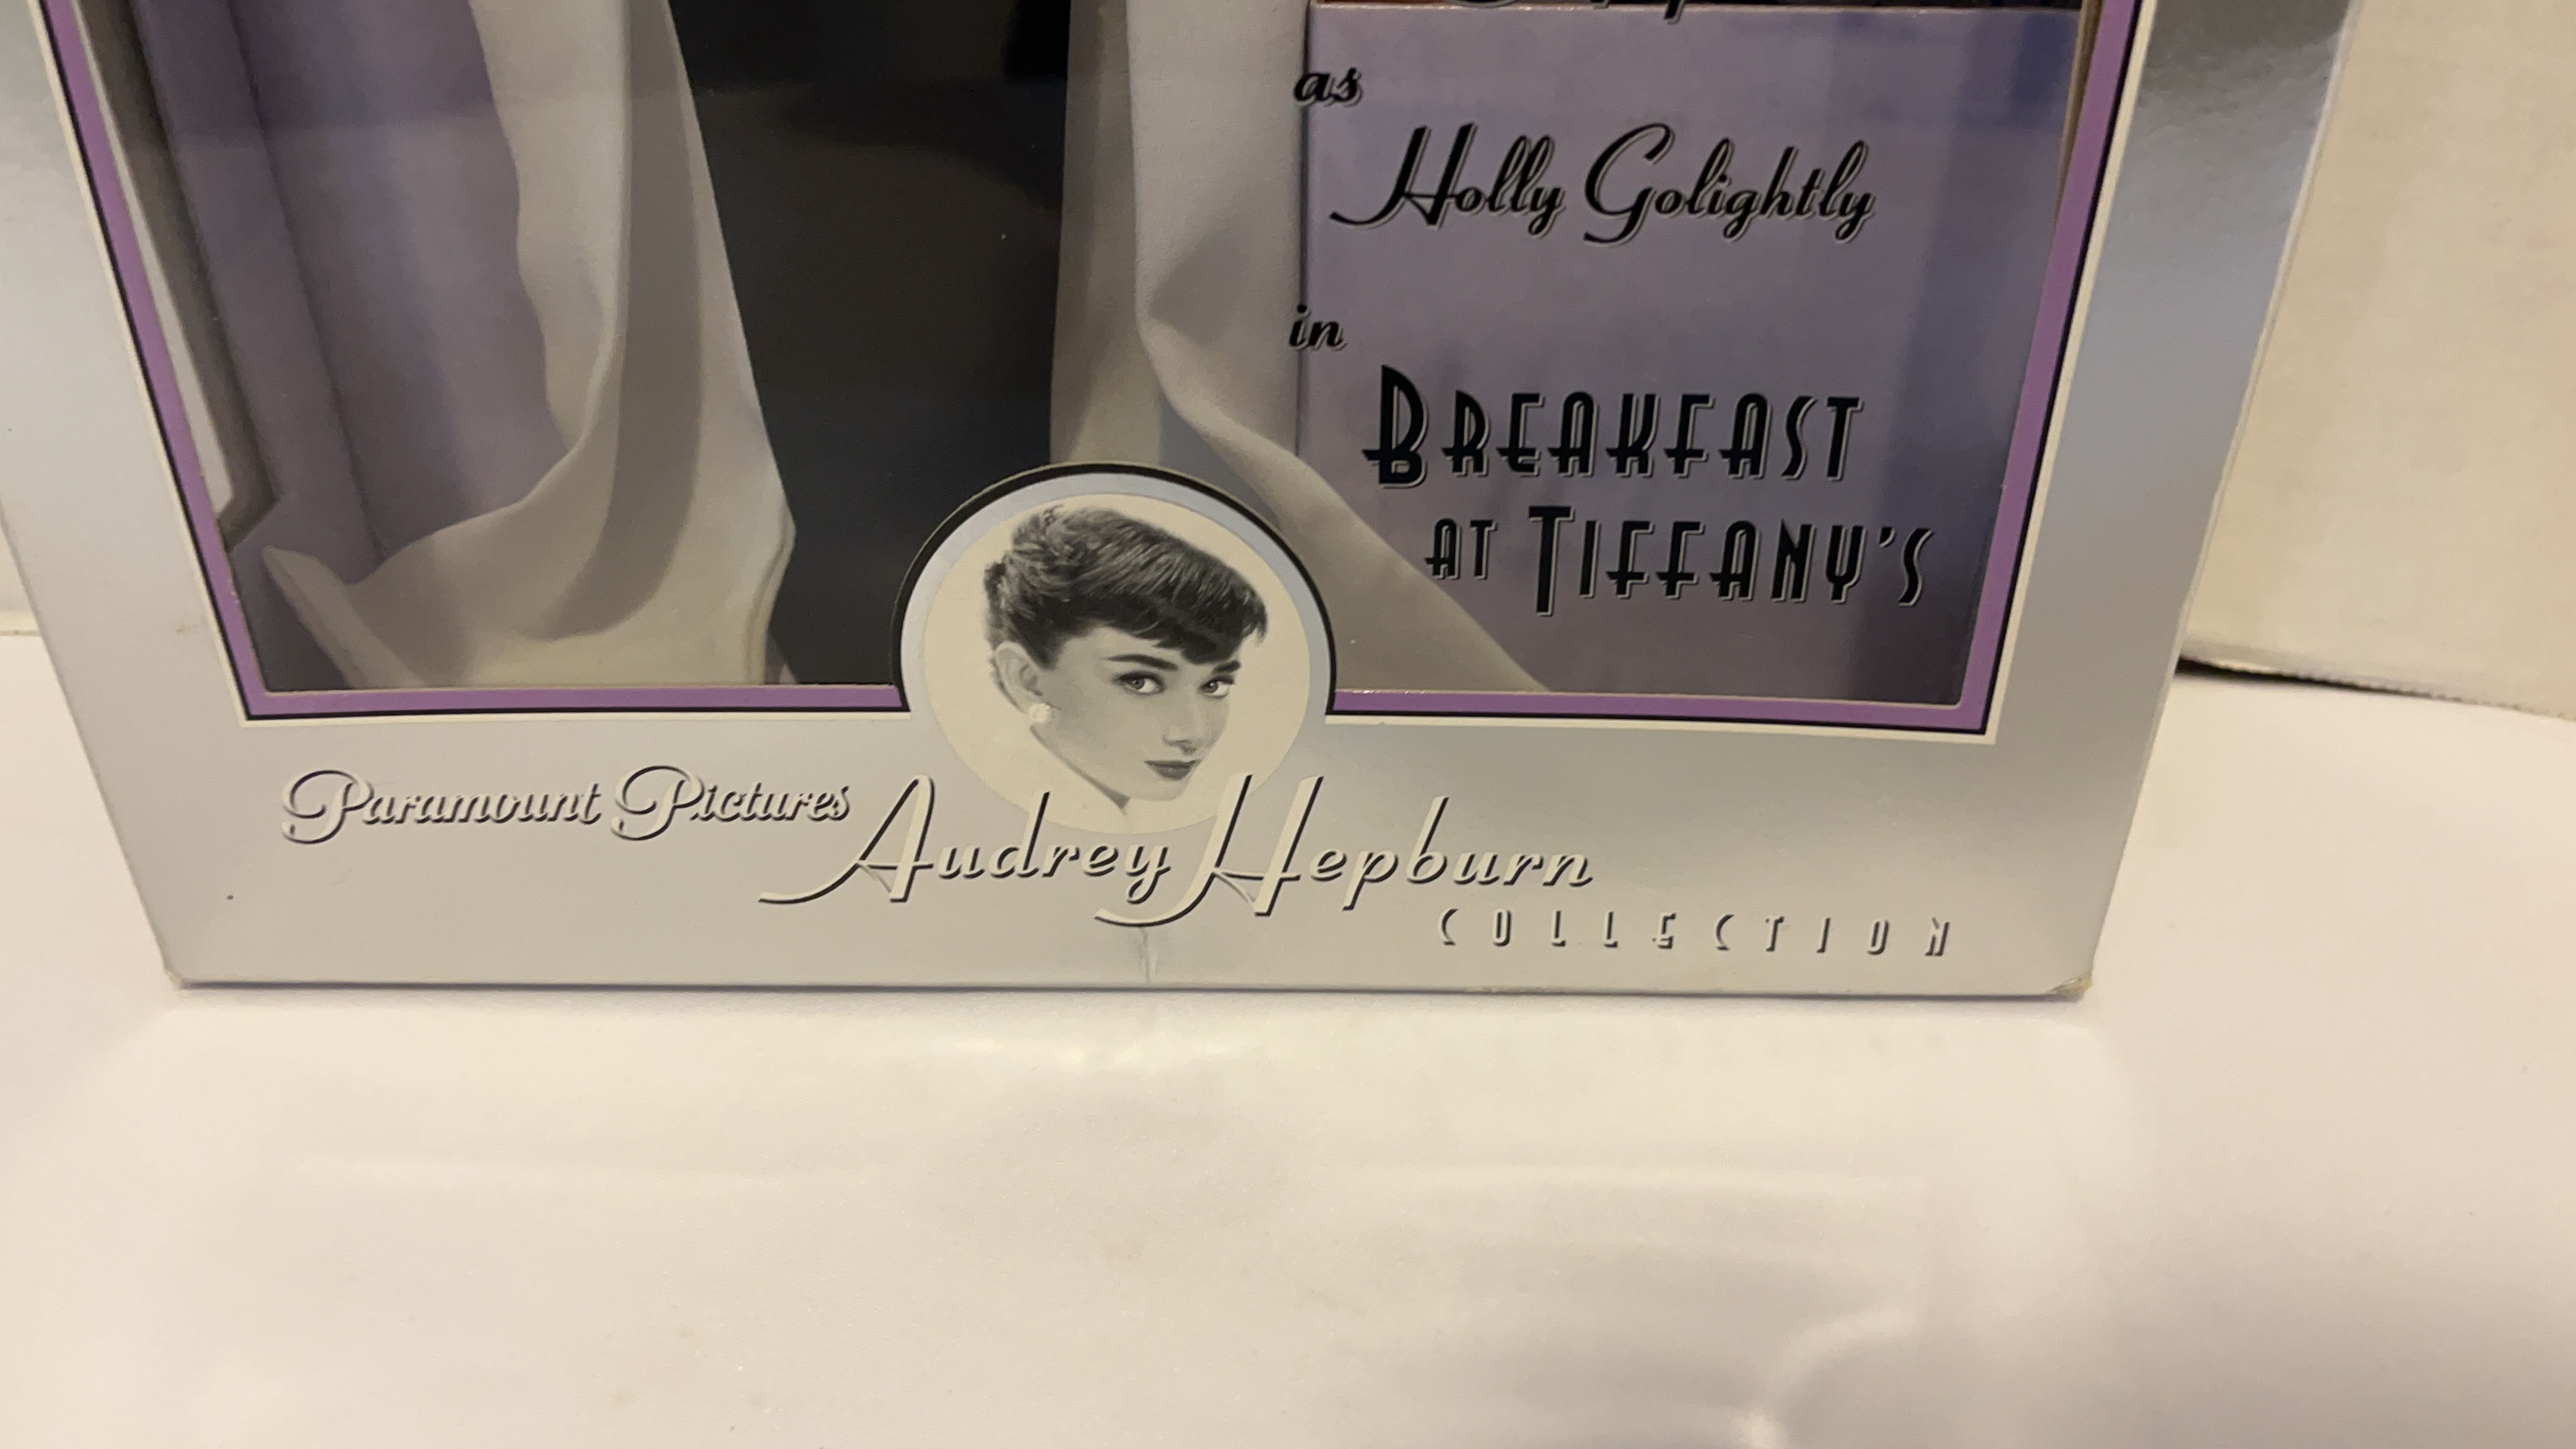 as
Holly Golightly
in
BREAKFAST
AT TIFFANY'S
Paramount Pictures
Audrey Hepburn
COLLECTION